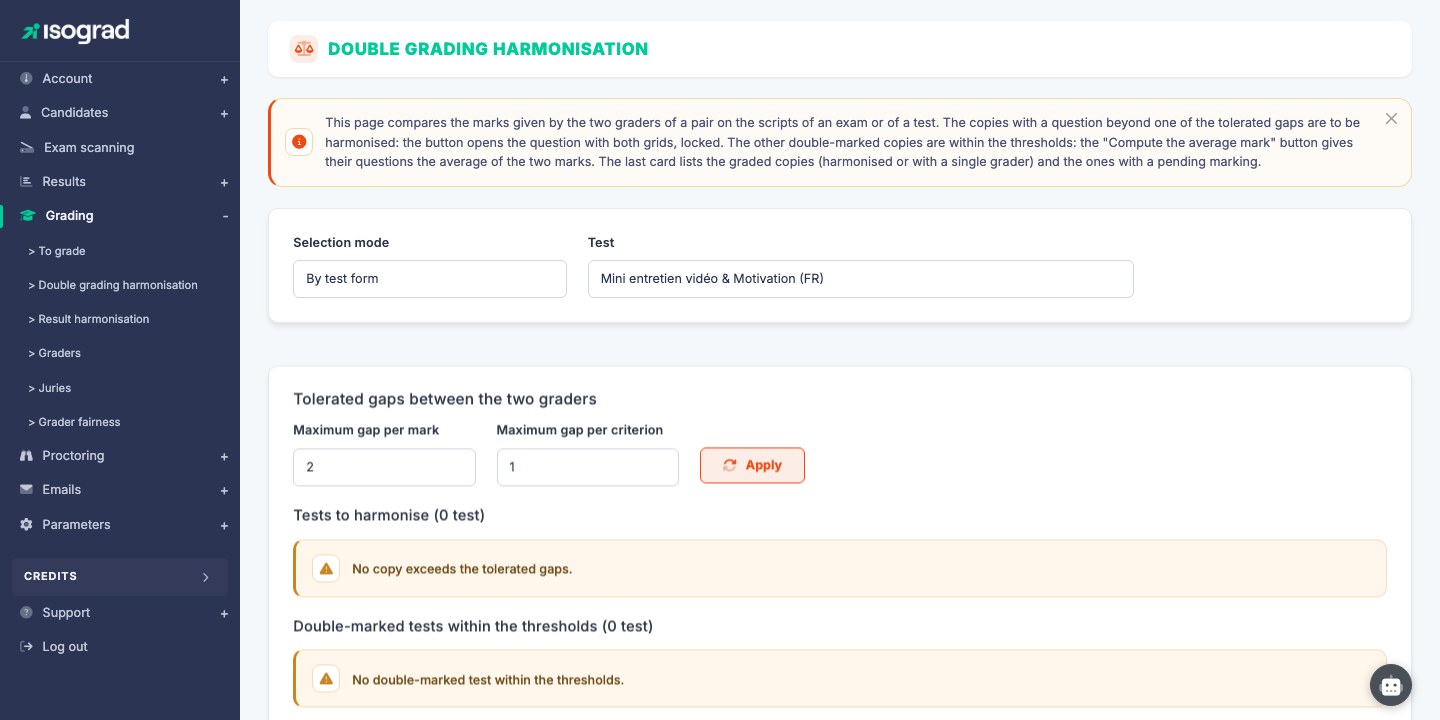 isograd
Account +
Candidates +
Exam scanning
Results +
Grading -
> To grade
> Double grading harmonisation
> Result harmonisation
> Graders
> Juries
> Grader fairness
Proctoring +
Emails +
Parameters +
CREDITS
Support +
Log out
DOUBLE GRADING HARMONISATION
This page compares the marks given by the two graders of a pair on the scripts of an exam or of a test. The copies with a question beyond one of the tolerated gaps are to be
harmonised: the button opens the question with both grids, locked. The other double-marked copies are within the thresholds: the "Compute the average mark" button gives
their questions the average of the two marks. The last card lists the graded copies (harmonised or with a single grader) and the ones with a pending marking.
Selection mode
Test
By test form
Mini entretien vidéo & Motivation (FR)
Tolerated gaps between the two graders
Maximum gap per mark
Maximum gap per criterion
2
1
Apply
Tests to harmonise (0 test)
No copy exceeds the tolerated gaps.
Double-marked tests within the thresholds (0 test)
No double-marked test within the thresholds.